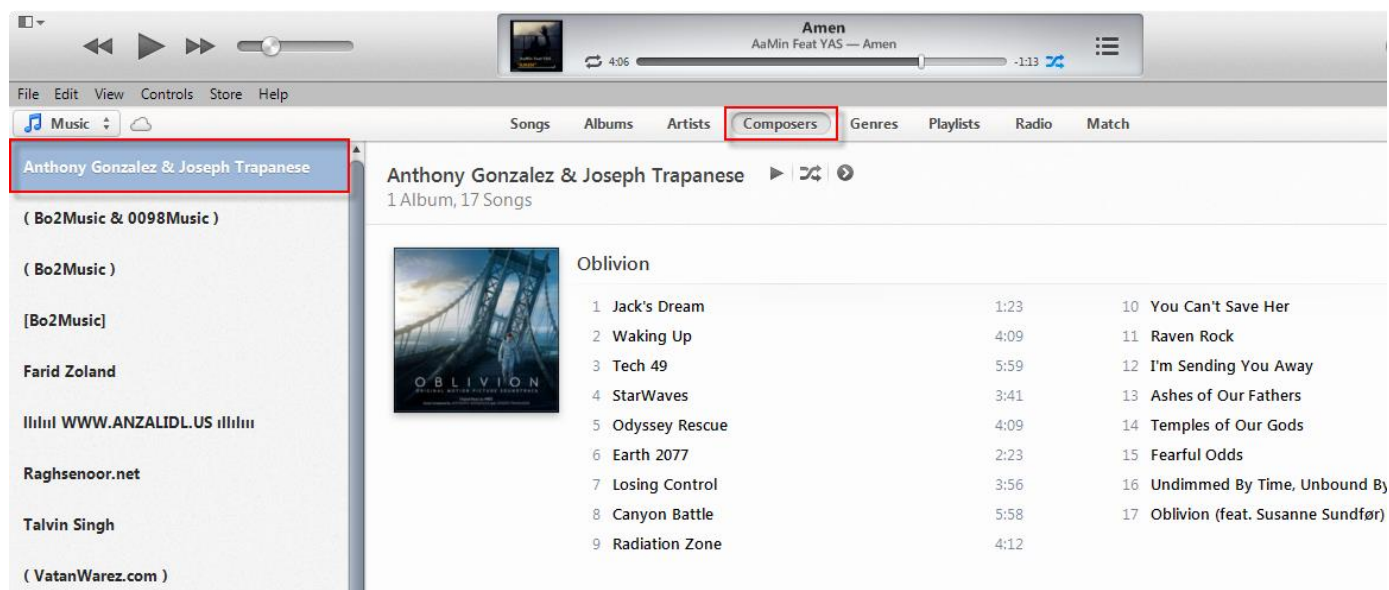 Amen
AaMin Feat YAS — Amen
4:06
-1:13
File Edit View Controls Store Help
Music
Songs Albums Artists Composers Genres Playlists Radio Match
Anthony Gonzalez & Joseph Trapanese
( Bo2Music & 0098Music )
( Bo2Music )
[Bo2Music]
Farid Zoland
WWW.ANZALIDL.US
Raghsenoor.net
Talvin Singh
( VatanWarez.com )
Anthony Gonzalez & Joseph Trapanese
1 Album, 17 Songs
OBLIVION
Oblivion
1 Jack's Dream 1:23
2 Waking Up 4:09
3 Tech 49 5:59
4 StarWaves 3:41
5 Odyssey Rescue 4:09
6 Earth 2077 2:23
7 Losing Control 3:56
8 Canyon Battle 5:58
9 Radiation Zone 4:12
10 You Can't Save Her
11 Raven Rock
12 I'm Sending You Away
13 Ashes of Our Fathers
14 Temples of Our Gods
15 Fearful Odds
16 Undimmed By Time, Unbound By
17 Oblivion (feat. Susanne Sundfør)